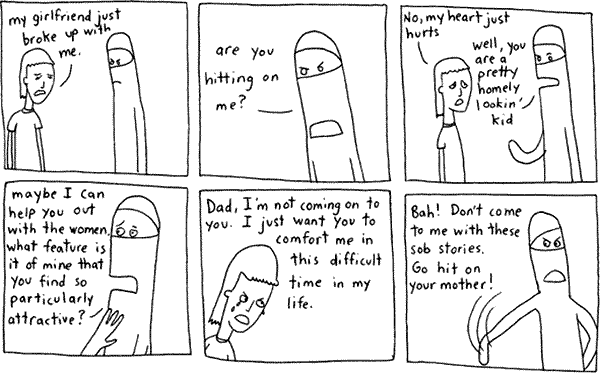 my girlfriend just
broke up with
me.
are you
hitting on
me?
No, my heart just
hurts
well, you
are a
pretty
homely
lookin'
kid
maybe I can
help you out
with the women.
what feature is
it of mine that
you find so
particularly
attractive?
Dad, I'm not coming on to
you. I just want you to
comfort me in
this difficult
time in my
life.
Bah! Don't come
to me with these
sob stories.
Go hit on
your mother!